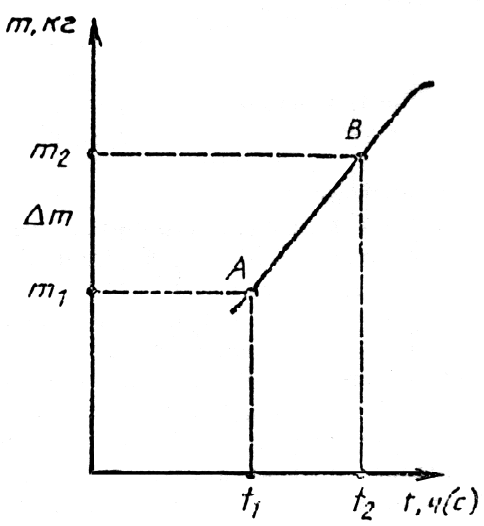 m, кг
B
m₂
Δm
A
m₁
t₁ t₂ t, ч(с)